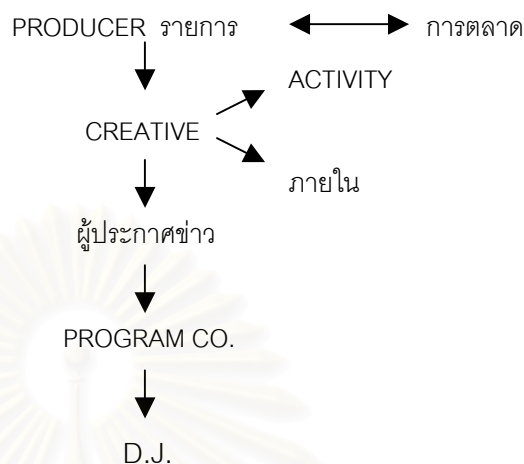 PRODUCER รายการ การตลาด
ACTIVITY
CREATIVE
ภายใน
ผู้ประกาศข่าว
PROGRAM CO.
D.J.